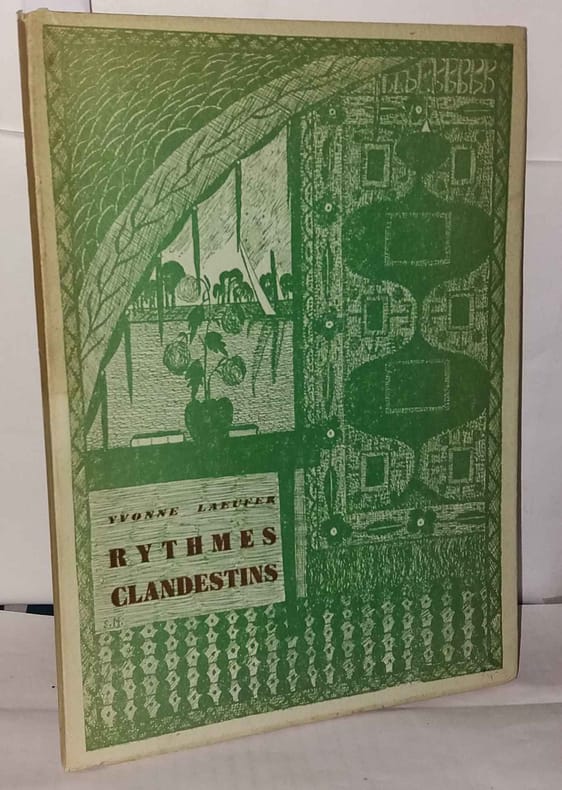 YVONNE LAEUFER
RYTHMES
CLANDESTINS
S.M.